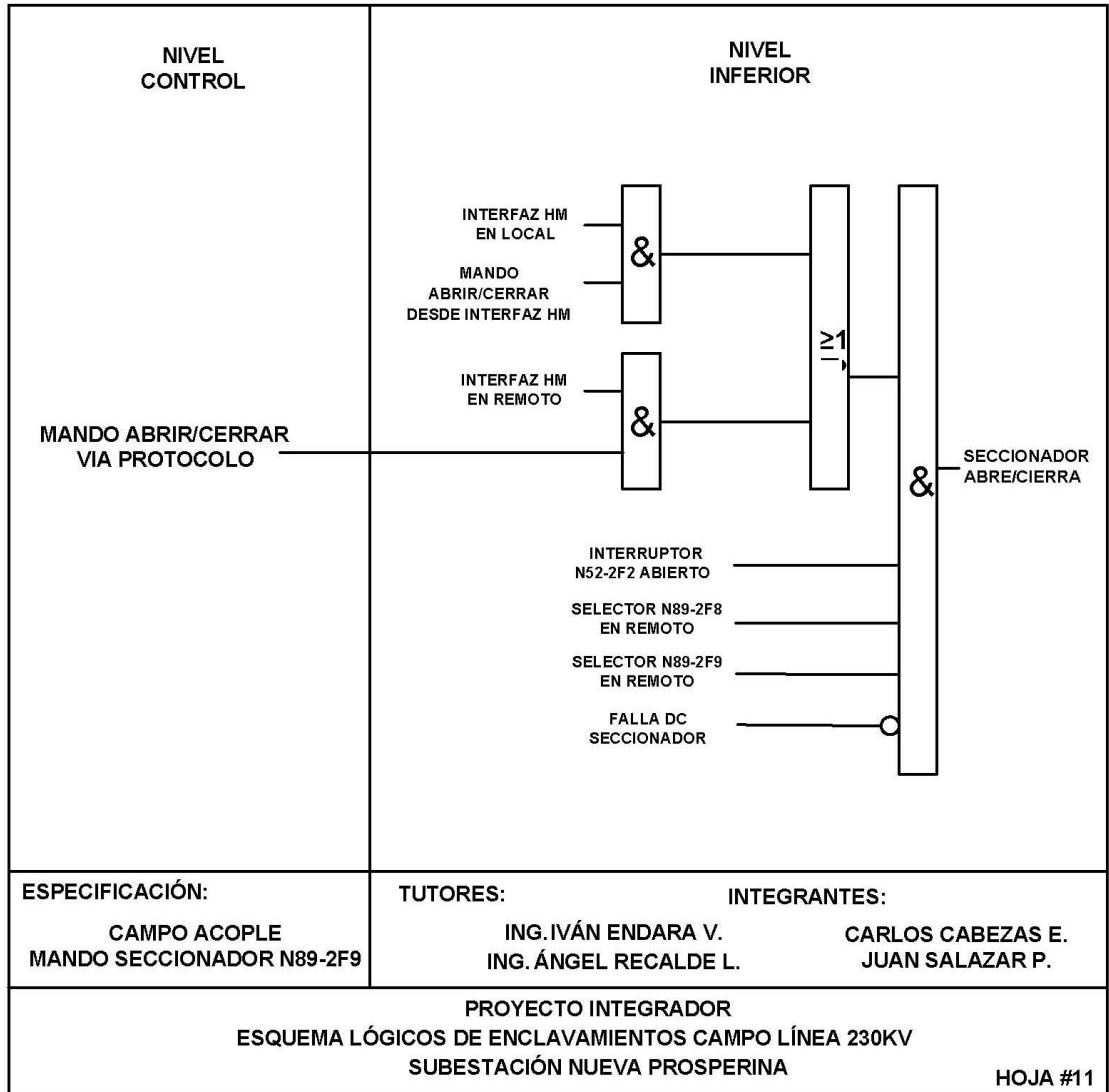 NIVEL
CONTROL
NIVEL
INFERIOR
INTERFAZ HM
EN LOCAL
&
MANDO
ABRIR/CERRAR
DESDE INTERFAZ HM
≥1
INTERFAZ HM
EN REMOTO
&
MANDO ABRIR/CERRAR
VIA PROTOCOLO
&
SECCIONADOR
ABRE/CIERRA
INTERRUPTOR
N52-2F2 ABIERTO
SELECTOR N89-2F8
EN REMOTO
SELECTOR N89-2F9
EN REMOTO
FALLA DC
SECCIONADOR
ESPECIFICACIÓN:
CAMPO ACOPLE
MANDO SECCIONADOR N89-2F9
TUTORES:
ING. IVÁN ENDARA V.
ING. ÁNGEL RECALDE L.
INTEGRANTES:
CARLOS CABEZAS E.
JUAN SALAZAR P.
PROYECTO INTEGRADOR
ESQUEMA LÓGICOS DE ENCLAVAMIENTOS CAMPO LÍNEA 230KV
SUBESTACIÓN NUEVA PROSPERINA
HOJA #11